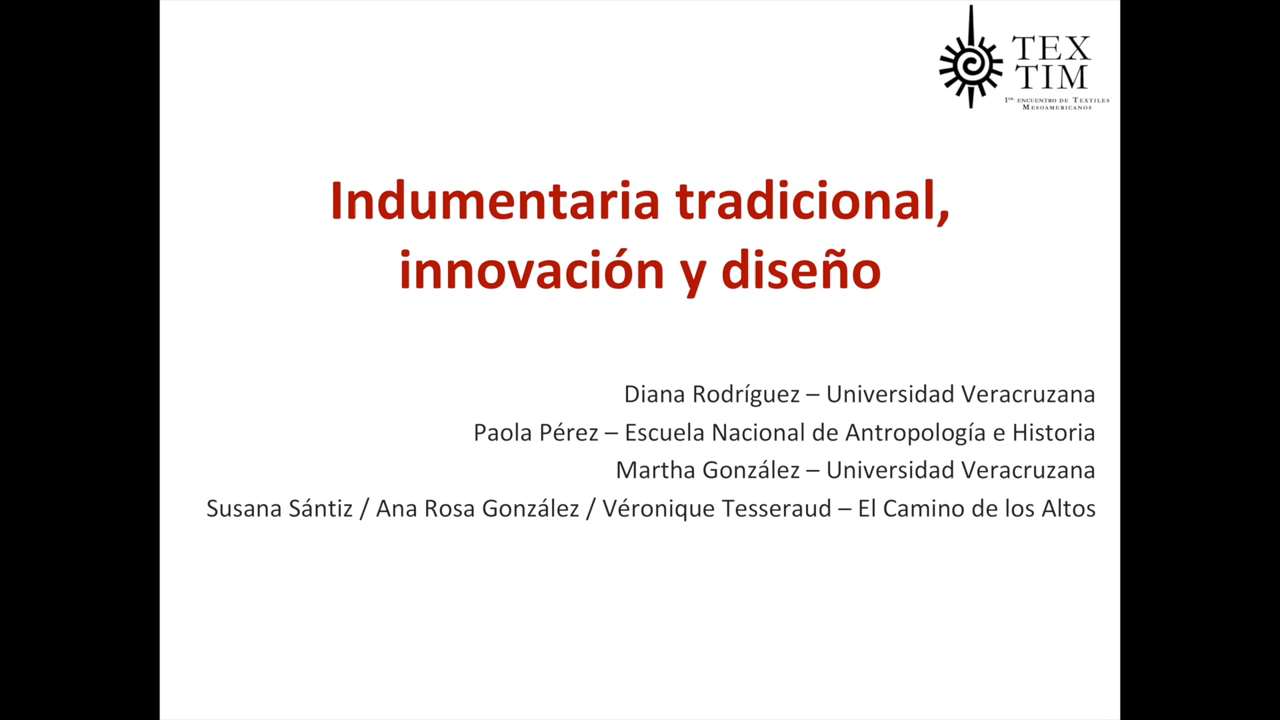 TEX
TIM
1er ENCUENTRO DE TEXTILES
MESOAMERICANOS
Indumentaria tradicional,
innovación y diseño
Diana Rodríguez – Universidad Veracruzana
Paola Pérez – Escuela Nacional de Antropología e Historia
Martha González – Universidad Veracruzana
Susana Sántiz / Ana Rosa González / Véronique Tesseraud – El Camino de los Altos